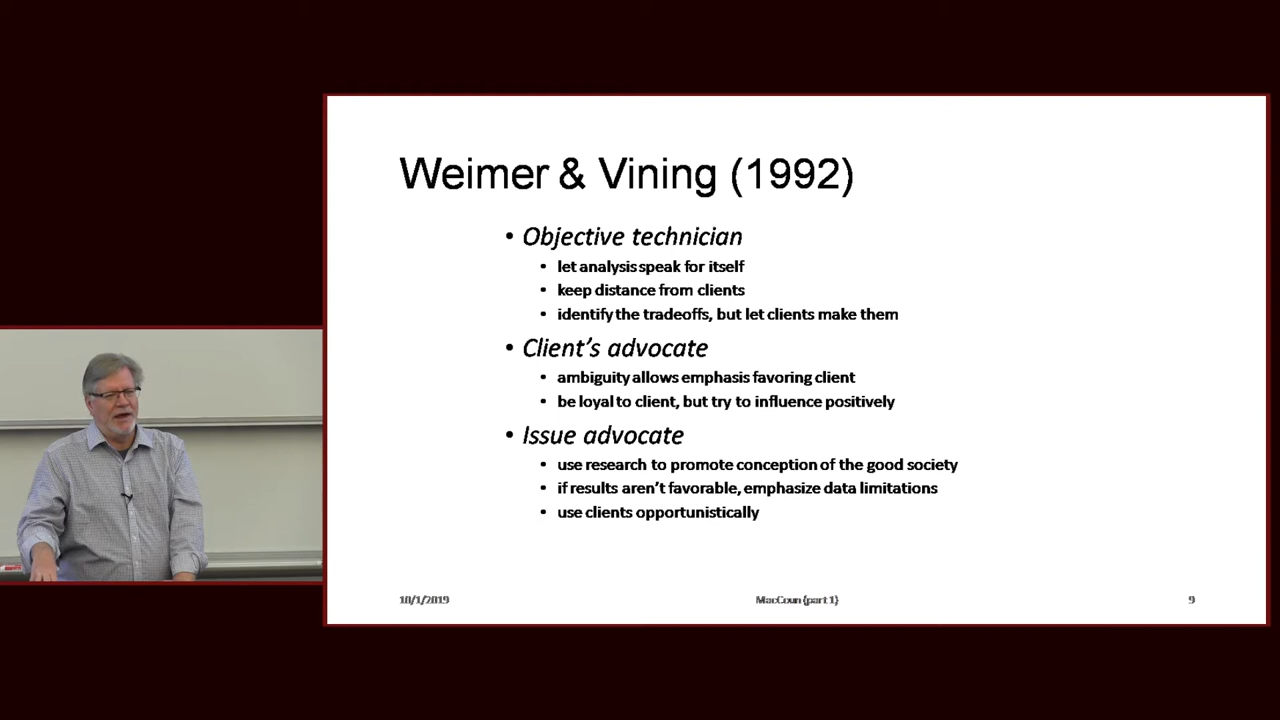 Weimer & Vining (1992)
• Objective technician
• let analysis speak for itself
• keep distance from clients
• identify the tradeoffs, but let clients make them
• Client's advocate
• ambiguity allows emphasis favoring client
• be loyal to client, but try to influence positively
• Issue advocate
• use research to promote conception of the good society
• if results aren't favorable, emphasize data limitations
• use clients opportunistically
10/1/2019 MacCoun (part 1) 9